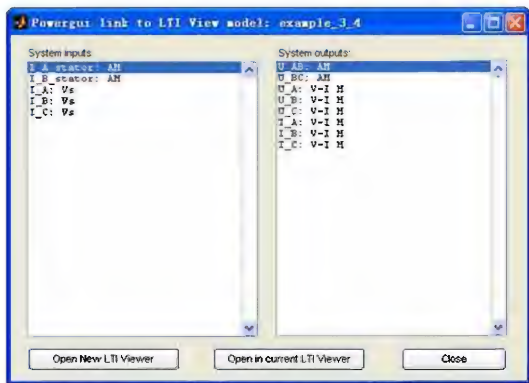 Powergui link to LTI View model: example_3_4
System inputs
I_A_stator: AM
I_B_stator: AM
I_A: Vs
I_B: Vs
I_C: Vs
System outputs:
U_AB: AM
U_BC: AM
U_A: V-I M
U_B: V-I M
U_C: V-I M
I_A: V-I M
I_B: V-I M
I_C: V-I M
Open New LTI Viewer
Open in current LTI Viewer
Close